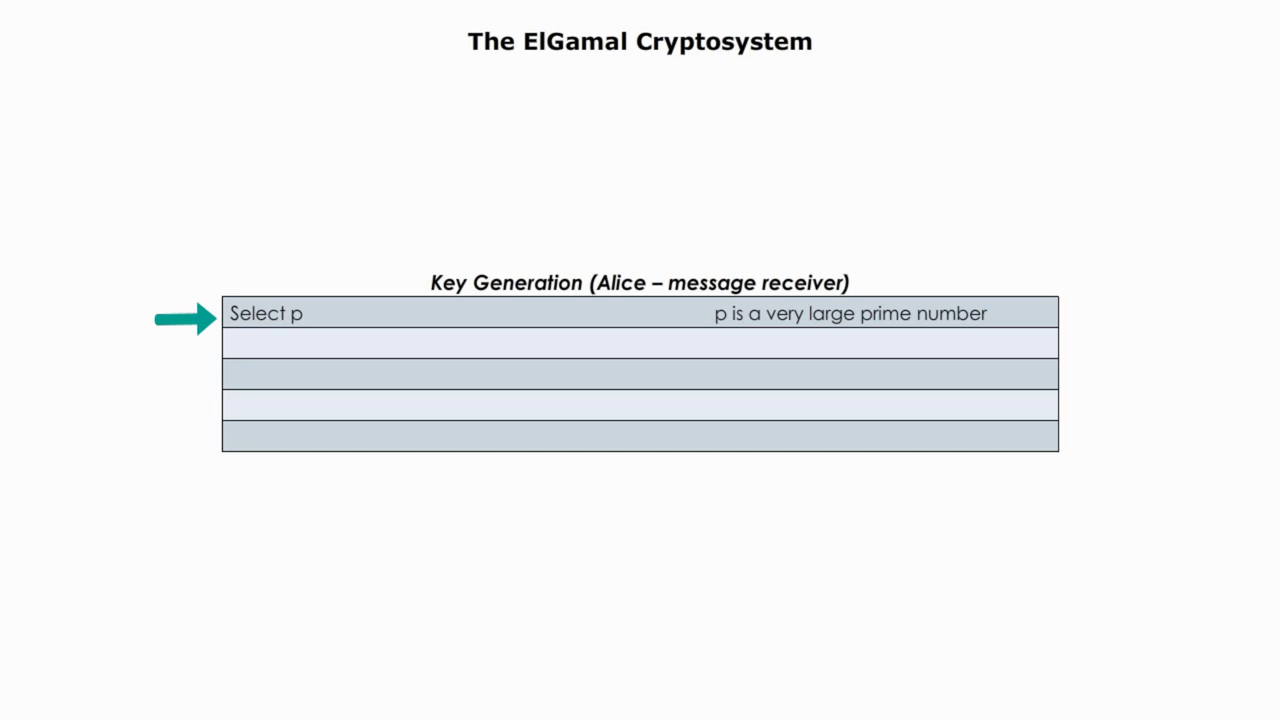 The ElGamal Cryptosystem
Key Generation (Alice – message receiver)
Select p p is a very large prime number